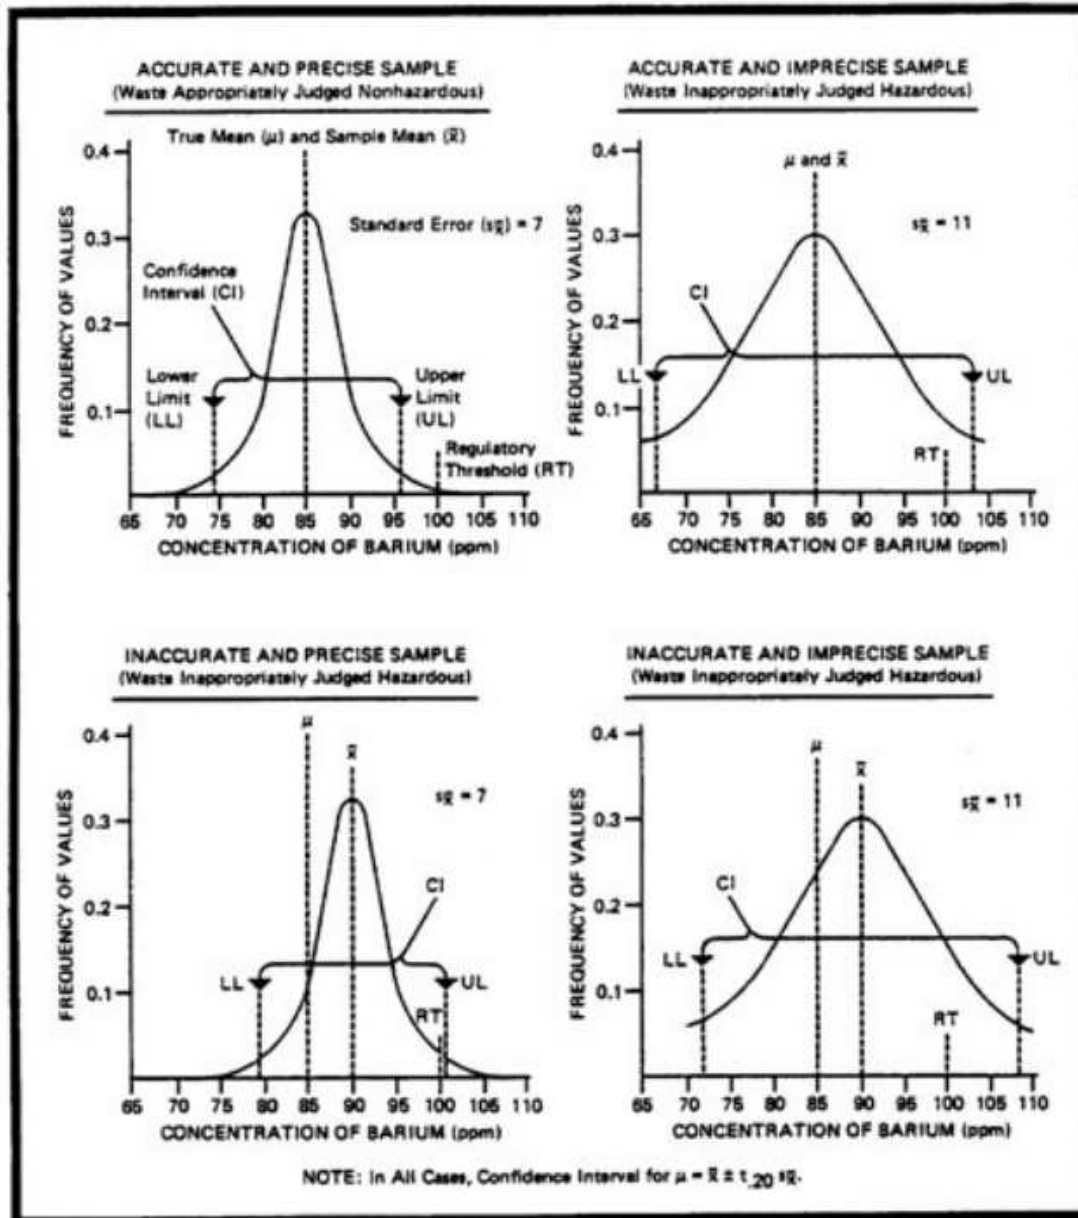 ACCURATE AND PRECISE SAMPLE
(Waste Appropriately Judged Nonhazardous)
True Mean (μ) and Sample Mean (x̄)
0.4
0.3
0.2
0.1
FREQUENCY OF VALUES
Standard Error (sx̄) = 7
Confidence
Interval (CI)
Lower
Limit
(LL)
Upper
Limit
(UL)
Regulatory
Threshold (RT)
65 70 75 80 85 90 95 100 105 110
CONCENTRATION OF BARIUM (ppm)
ACCURATE AND IMPRECISE SAMPLE
(Waste Inappropriately Judged Hazardous)
μ and x̄
0.4
0.3
0.2
0.1
FREQUENCY OF VALUES
sx̄ = 11
CI
LL
UL
RT
65 70 75 80 85 90 95 100 105 110
CONCENTRATION OF BARIUM (ppm)
INACCURATE AND PRECISE SAMPLE
(Waste Inappropriately Judged Hazardous)
μ
x̄
0.4
0.3
0.2
0.1
FREQUENCY OF VALUES
sx̄ = 7
CI
LL
UL
RT
65 70 75 80 85 90 95 100 105 110
CONCENTRATION OF BARIUM (ppm)
INACCURATE AND IMPRECISE SAMPLE
(Waste Inappropriately Judged Hazardous)
μ
x̄
0.4
0.3
0.2
0.1
FREQUENCY OF VALUES
sx̄ = 11
CI
LL
UL
RT
65 70 75 80 85 90 95 100 105 110
CONCENTRATION OF BARIUM (ppm)
NOTE: In All Cases, Confidence Interval for μ = x̄ ± t.20 sx̄.